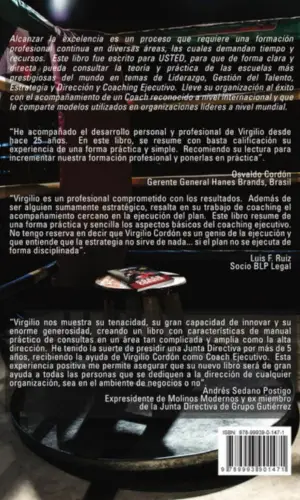 Alcanzar la excelencia es un proceso que requiere una formación
profesional continua en diversas áreas, las cuales demandan tiempo y
recursos. Este libro fue escrito para USTED, para que de forma clara y
directa pueda consultar la teoría y práctica de las escuelas más
prestigiosas del mundo en temas de Liderazgo, Gestión del Talento,
Estrategia y Dirección y Coaching Ejecutivo. Lleve su organización al éxito
con el acompañamiento de un Coach reconocido a nivel internacional y que
le comparte modelos utilizados en organizaciones líderes a nivel mundial.
"He acompañado el desarrollo personal y profesional de Virgilio desde
hace 25 años. En este libro, se resume con basta calificación su
experiencia de una forma práctica y simple. Recomiendo su lectura para
incrementar nuestra formación profesional y ponerlas en práctica".
Osveldo Cordón
Gerente General Hanes Brands, Brasil
"Virgilio es un profesional comprometido con los resultados. Además de
ser alguien sumamente estratégico, resalta en su trabajo de coaching el
acompañamiento cercano en la ejecución del plan. Este libro resume de
una forma práctica y sencilla los aspectos básicos del coaching ejecutivo.
No tengo reserva en decir que Virgilio Cordón es un genio de la ejecución y
que entiende que la estrategia no sirve de nada... si el plan no se ejecuta de
forma disciplinada".
Luis F. Ruiz
Socio BLP Legal
"Virgilio nos muestra su tenacidad, su gran capacidad de innovar y su
enorme generosidad, creando un libro con características de manual
práctico de consultas en un área tan complicada y amplia como la alta
dirección. He tenido la suerte de presidir una Junta Directiva por más de 5
años, recibiendo la ayuda de Virgilio Cordón como Coach Ejecutivo. Esta
experiencia positiva me permite asegurar que su nuevo libro será de gran
ayuda a todas las personas que se dediquen a la dirección de cualquier
organización, sea en el ambiente de negocios o no".
Andrés Sedano Postigo
Expresidente de Molinos Modernos y ex miembro
de la Junta Directiva de Grupo Gutiérrez
ISBN 978-99939-0-147-1
9 789993 901471